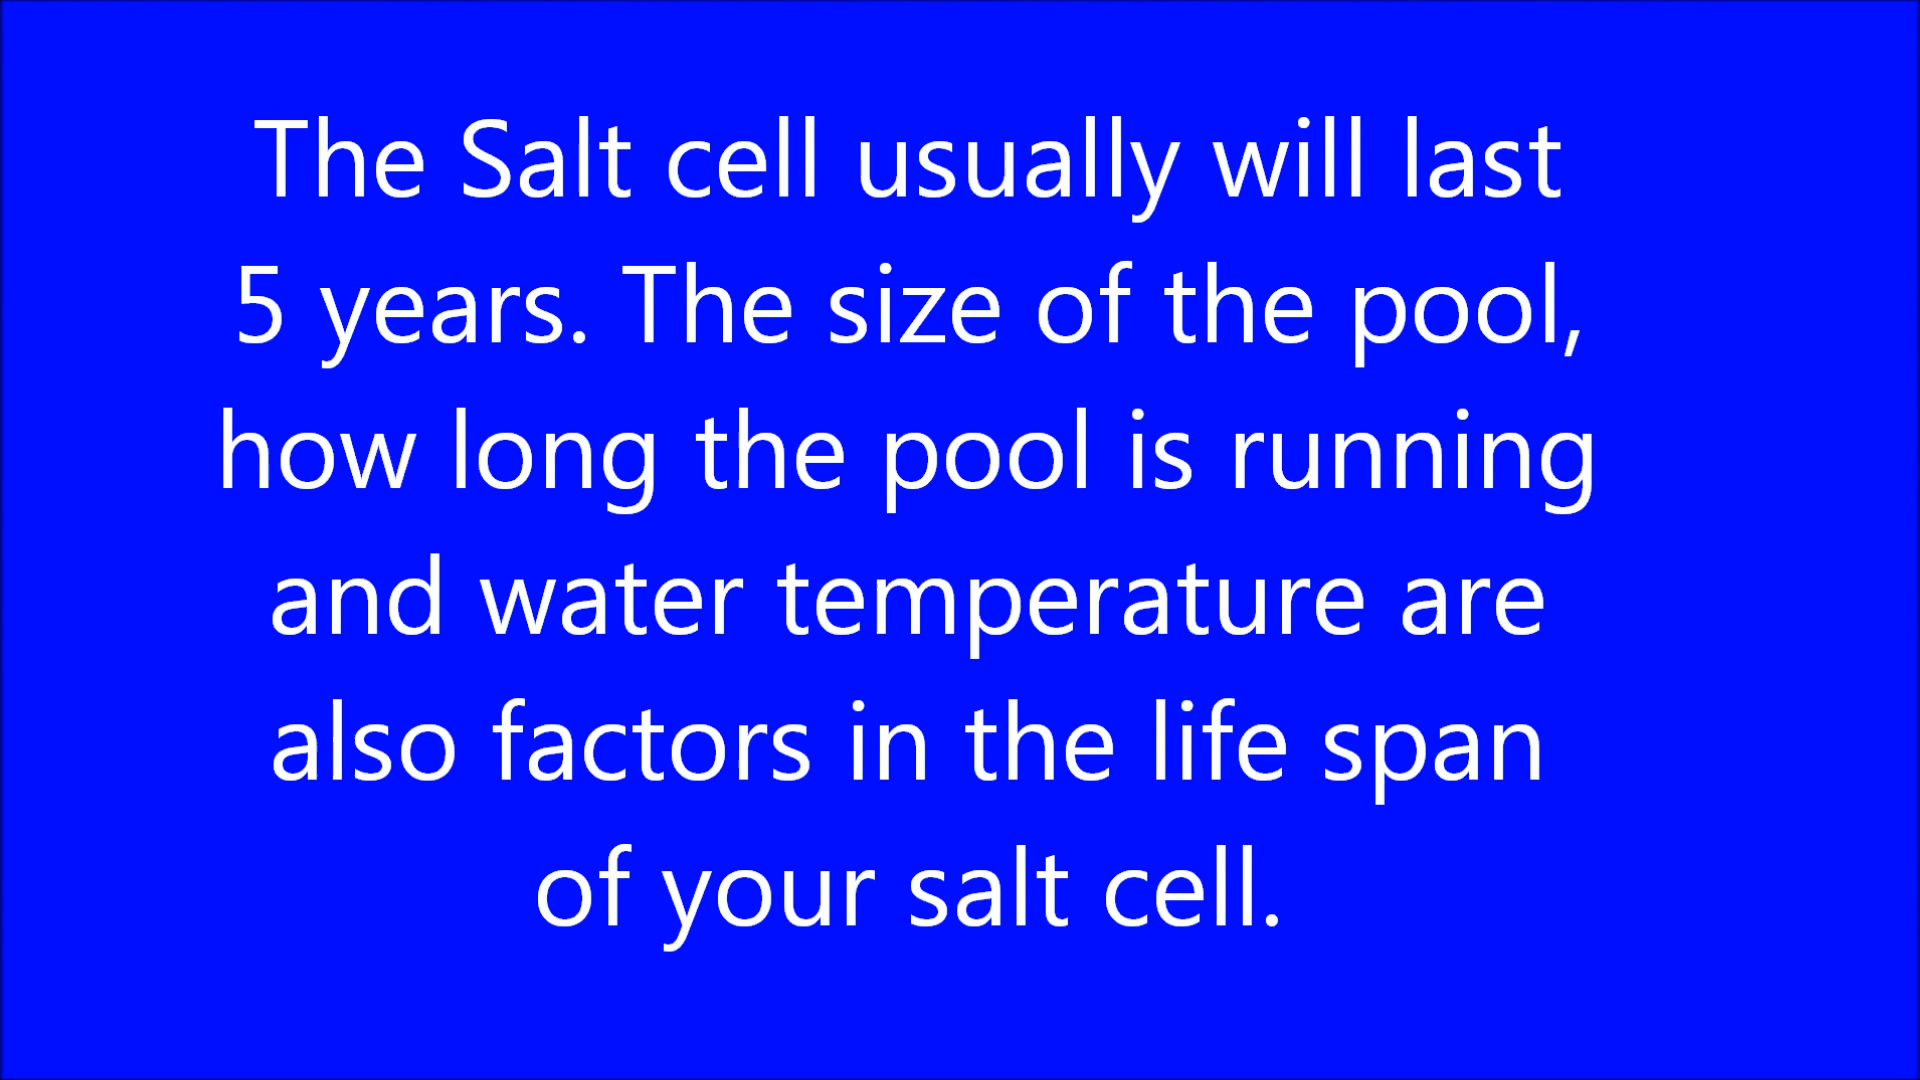 The Salt cell usually will last
5 years. The size of the pool,
how long the pool is running
and water temperature are
also factors in the life span
of your salt cell.